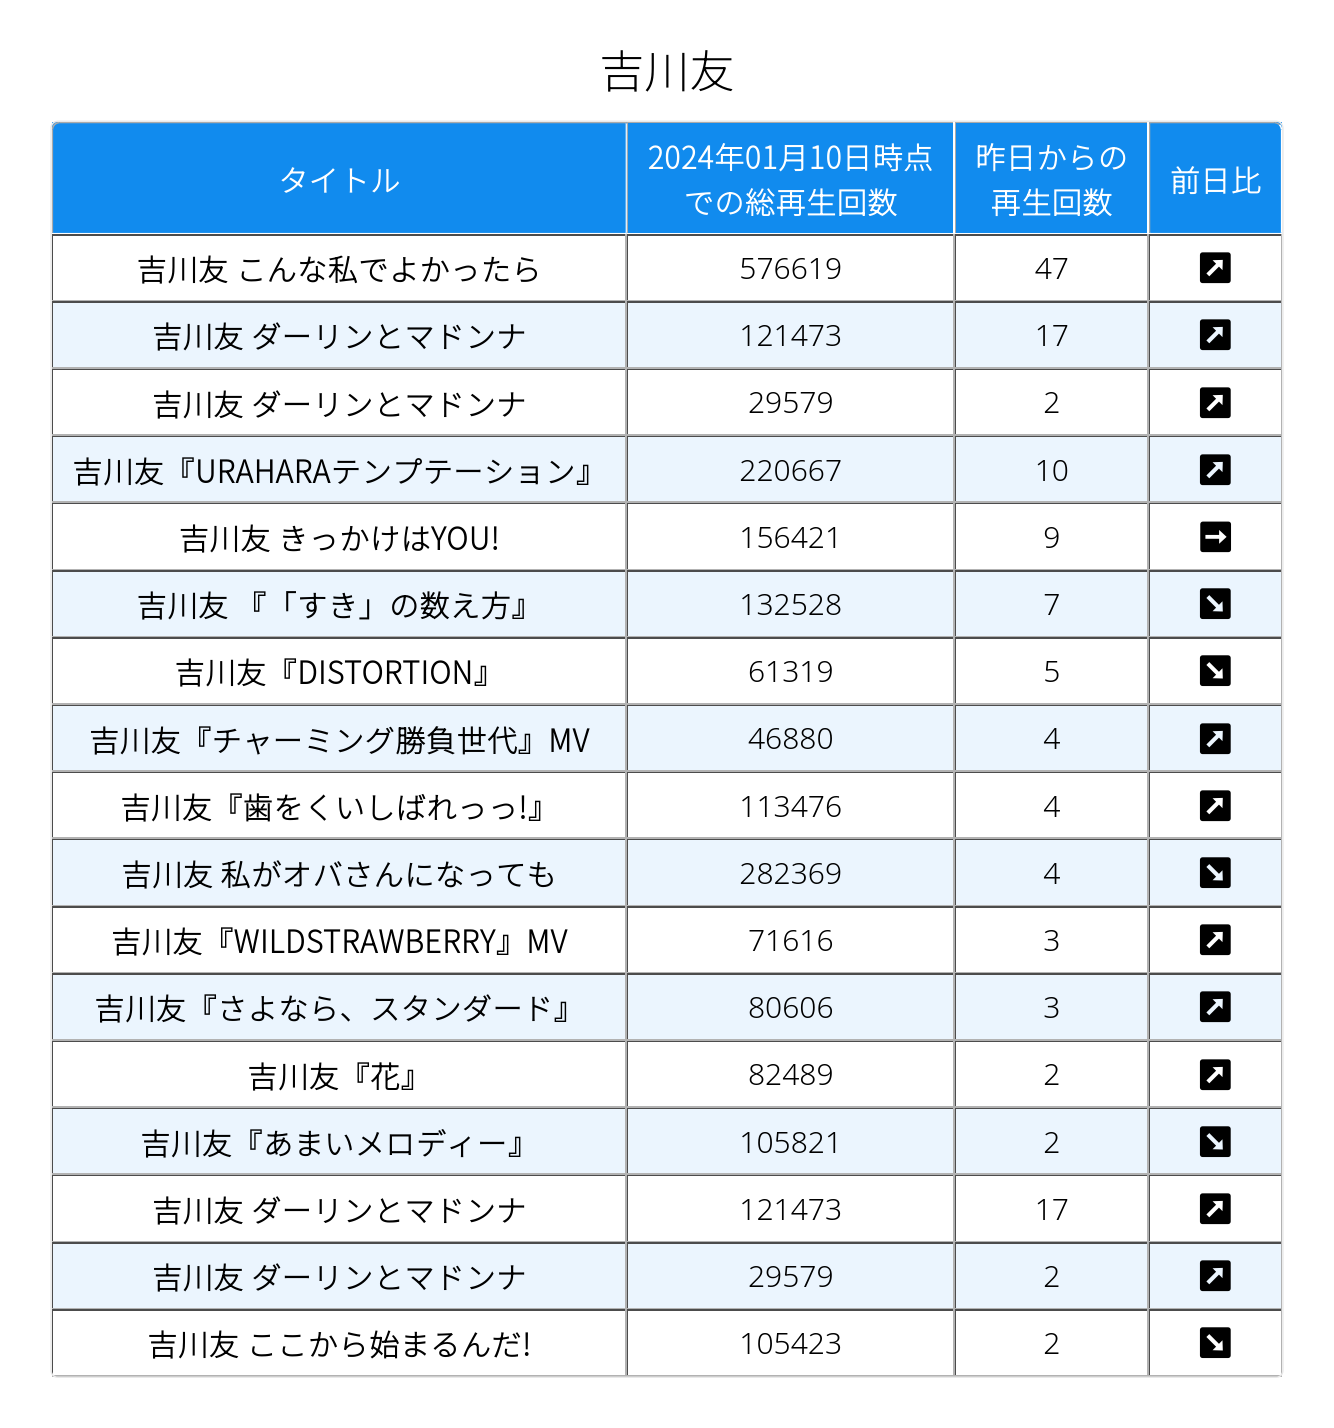 吉川友
タイトル 2024年01月10日時点 での総再生回数 昨日からの 再生回数 前日比
吉川友 こんな私でよかったら 576619 47
吉川友 ダーリンとマドンナ 121473 17
吉川友 ダーリンとマドンナ 29579 2
吉川友『URAHARAテンプテーション』 220667 10
吉川友 きっかけはYOU! 156421 9
吉川友 『「すき」の数え方』 132528 7
吉川友『DISTORTION』 61319 5
吉川友『チャーミング勝負世代』MV 46880 4
吉川友『歯をくいしばれっっ!』 113476 4
吉川友 私がオバさんになっても 282369 4
吉川友『WILDSTRAWBERRY』MV 71616 3
吉川友『さよなら、スタンダード』 80606 3
吉川友『花』 82489 2
吉川友『あまいメロディー』 105821 2
吉川友 ダーリンとマドンナ 121473 17
吉川友 ダーリンとマドンナ 29579 2
吉川友 ここから始まるんだ! 105423 2